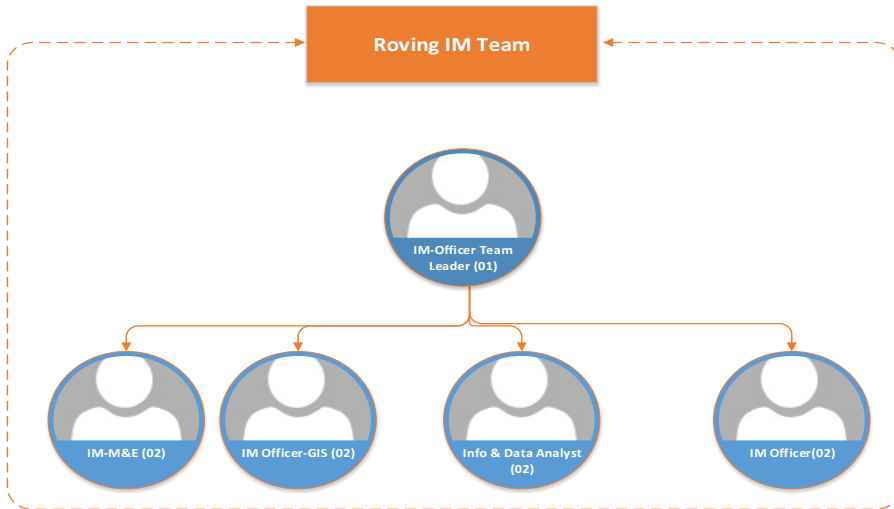 Roving IM Team
IM-Officer Team
Leader (01)
IM-M&E (02)
IM Officer-GIS (02)
Info & Data Analyst
(02)
IM Officer(02)